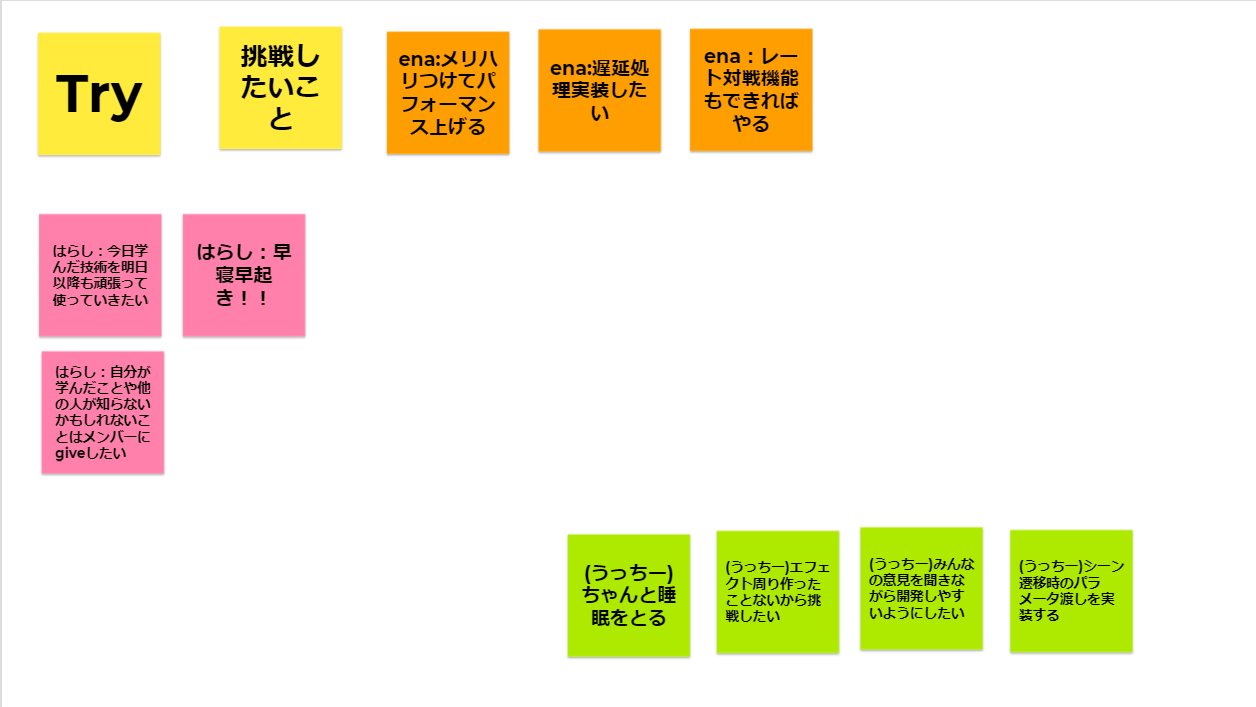 Try
挑戦し
たいこ
と
ena:メリハ
リつけてパ
フォーマン
ス上げる
ena:遅延処
理実装した
い
ena：レー
ト対戦機能
もできれば
やる
はらし：今日学
んだ技術を明日
以降も頑張って
使っていきたい
はらし：早
寝早起
き！！
はらし：自分が
学んだことや他
の人が知らない
かもしれないこ
とはメンバーに
giveしたい
(うっちー)
ちゃんと睡
眠をとる
(うっちー)エフェ
クト周り作った
ことないから挑
戦したい
(うっちー)みんな
の意見を聞きな
がら開発しやす
いようにしたい
(うっちー)シーン
遷移時のパラ
メータ渡しを実
装する